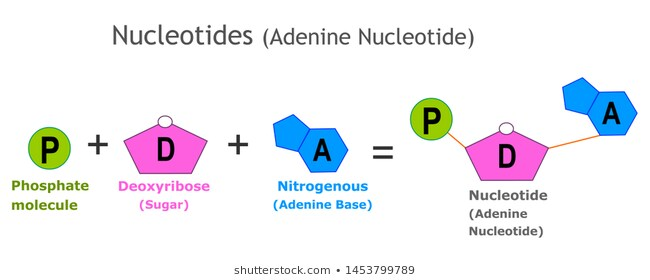 Nucleotides (Adenine Nucleotide)
P + D + A = P D A
Phosphate molecule
Deoxyribose (Sugar)
Nitrogenous (Adenine Base)
Nucleotide (Adenine Nucleotide)
shutterstock.com • 1453799789